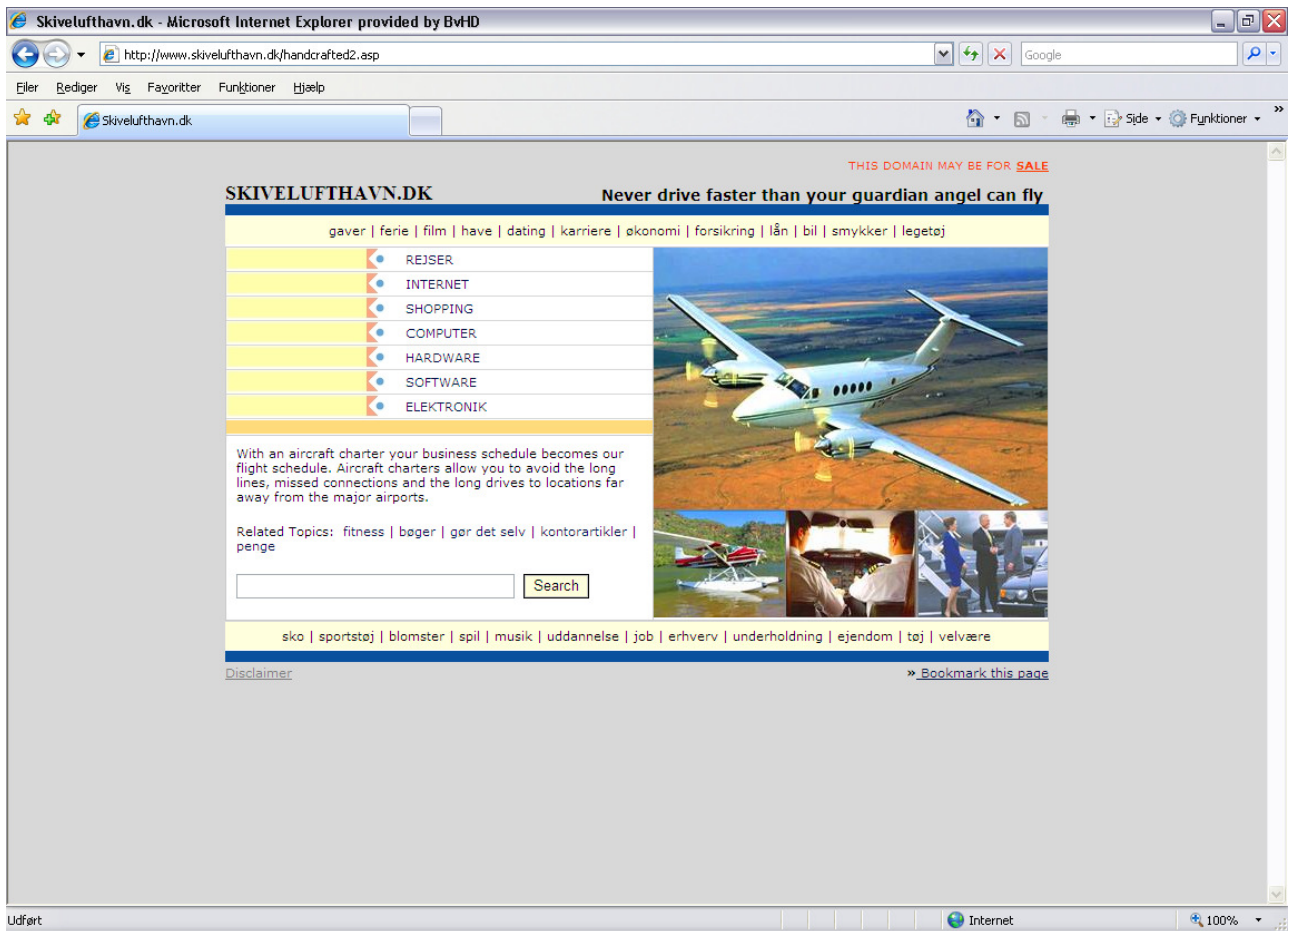 Skivelufthavn.dk - Microsoft Internet Explorer provided by BvHD
http://www.skivelufthavn.dk/handcrafted2.asp
Google
Filer Rediger Vis Favoritter Funktioner Hjælp
Skivelufthavn.dk
Side Funktioner »
THIS DOMAIN MAY BE FOR SALE
SKIVELUFTHAVN.DK
Never drive faster than your guardian angel can fly
gaver | ferie | film | have | dating | karriere | økonomi | forsikring | lån | bil | smykker | legetøj
REJSER
INTERNET
SHOPPING
COMPUTER
HARDWARE
SOFTWARE
ELEKTRONIK
With an aircraft charter your business schedule becomes our
flight schedule. Aircraft charters allow you to avoid the long
lines, missed connections and the long drives to locations far
away from the major airports.
Related Topics: fitness | bøger | gør det selv | kontorartikler |
penge
Search
sko | sportstøj | blomster | spil | musik | uddannelse | job | erhverv | underholdning | ejendom | tøj | velvære
Disclaimer
» Bookmark this page
Udført
Internet
100%